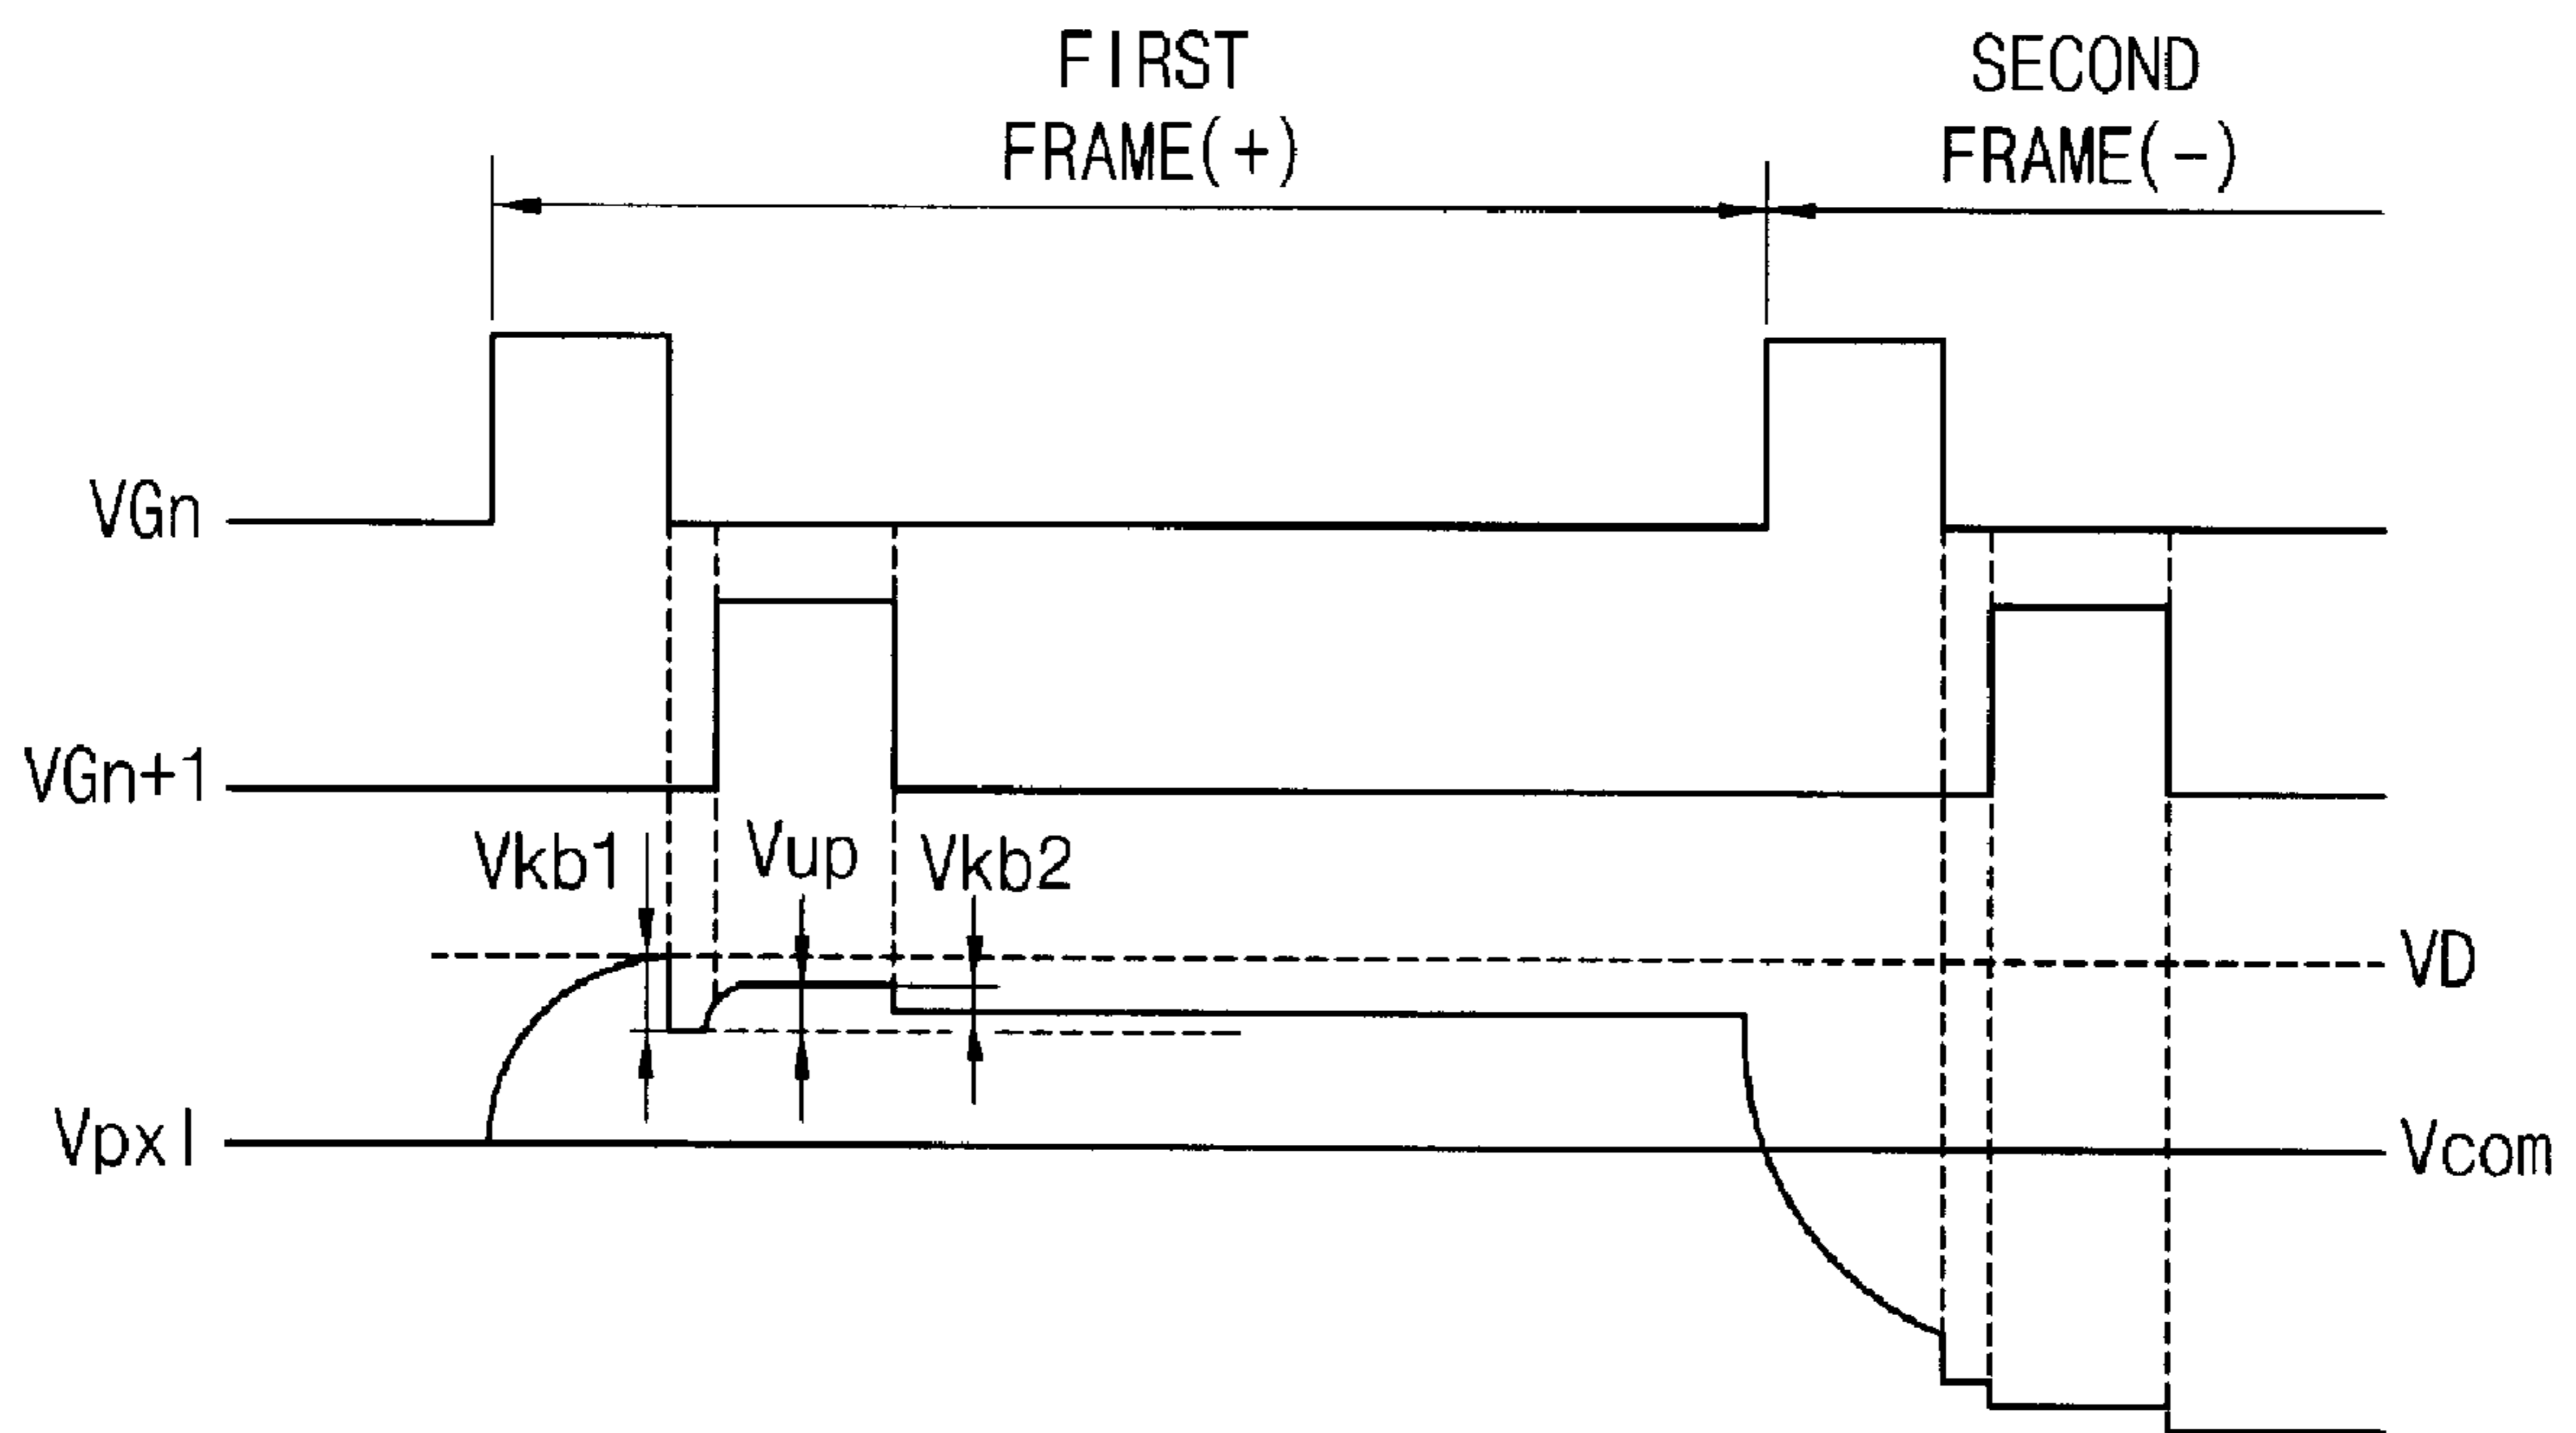 FIRST
FRAME(+)
SECOND
FRAME(-)
VGn
VGn+1
Vkb1
Vup
Vkb2
VD
Vpxl
Vcom